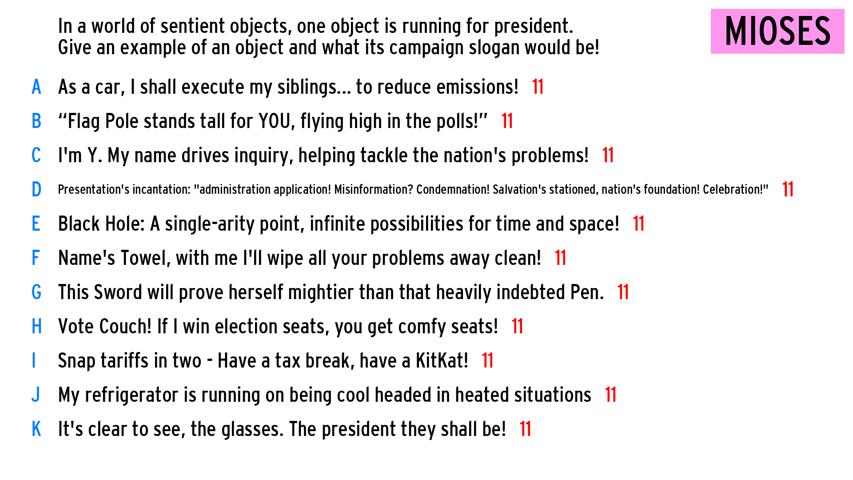 In a world of sentient objects, one object is running for president.
Give an example of an object and what its campaign slogan would be!
MIOSES
A As a car, I shall execute my siblings... to reduce emissions! 11
B “Flag Pole stands tall for YOU, flying high in the polls!” 11
C I'm Y. My name drives inquiry, helping tackle the nation's problems! 11
D Presentation's incantation: "administration application! Misinformation? Condemnation! Salvation's stationed, nation's foundation! Celebration!" 11
E Black Hole: A single-arity point, infinite possibilities for time and space! 11
F Name's Towel, with me I'll wipe all your problems away clean! 11
G This Sword will prove herself mightier than that heavily indebted Pen. 11
H Vote Couch! If I win election seats, you get comfy seats! 11
I Snap tariffs in two - Have a tax break, have a KitKat! 11
J My refrigerator is running on being cool headed in heated situations 11
K It's clear to see, the glasses. The president they shall be! 11